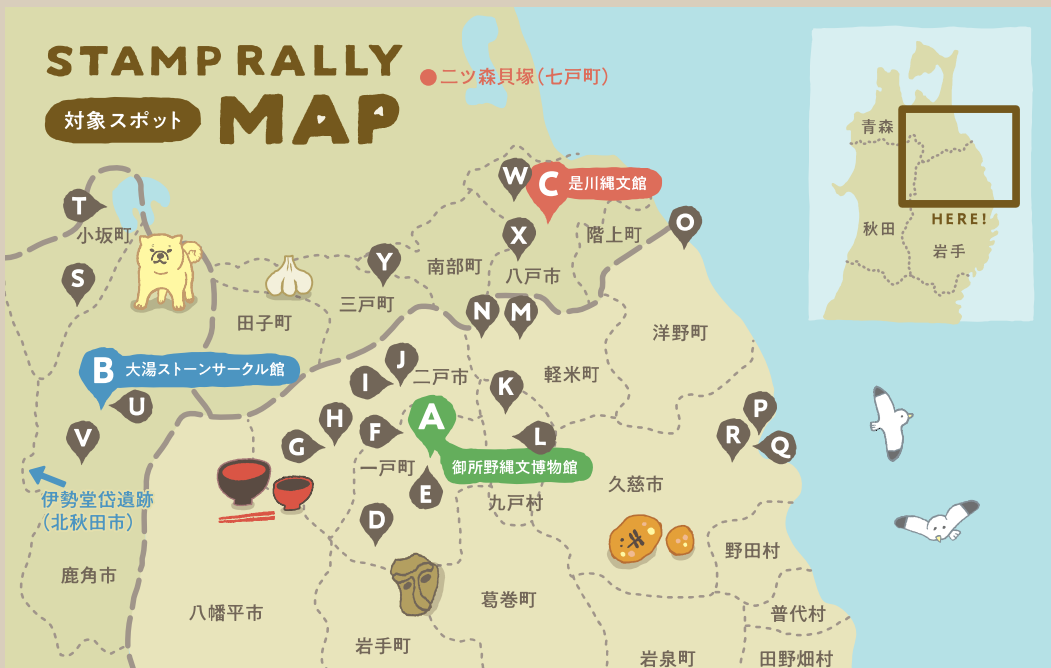 STAMP RALLY
対象スポット
MAP
二ツ森貝塚(七戸町)
青森
秋田
岩手
HERE!
W
C
是川縄文館
T
小坂町
O
X
階上町
Y
南部町
八戸市
S
三戸町
N
M
田子町
洋野町
J
B
大湯ストーンサークル館
I
二戸市
軽米町
K
U
A
P
H
F
V
G
L
R
Q
一戸町
御所野縄文博物館
伊勢堂岱遺跡
(北秋田市)
E
九戸村
久慈市
D
野田村
鹿角市
八幡平市
葛巻町
普代村
岩手町
岩泉町
田野畑村